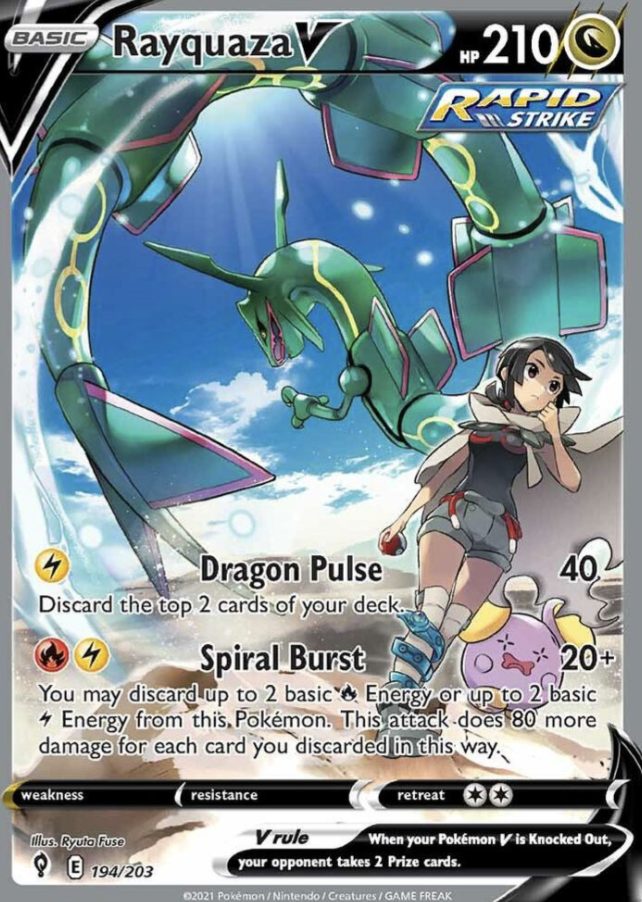 BASIC Rayquaza V HP 210
RAPID
STRIKE
Dragon Pulse 40
Discard the top 2 cards of your deck.
Spiral Burst 20+
You may discard up to 2 basic Energy or up to 2 basic
Energy from this Pokémon. This attack does 80 more
damage for each card you discarded in this way.
weakness resistance retreat
Illus. Ryuta Fuse
V rule When your Pokémon V is Knocked Out,
your opponent takes 2 Prize cards.
E 194/203
©2021 Pokémon / Nintendo / Creatures / GAME FREAK